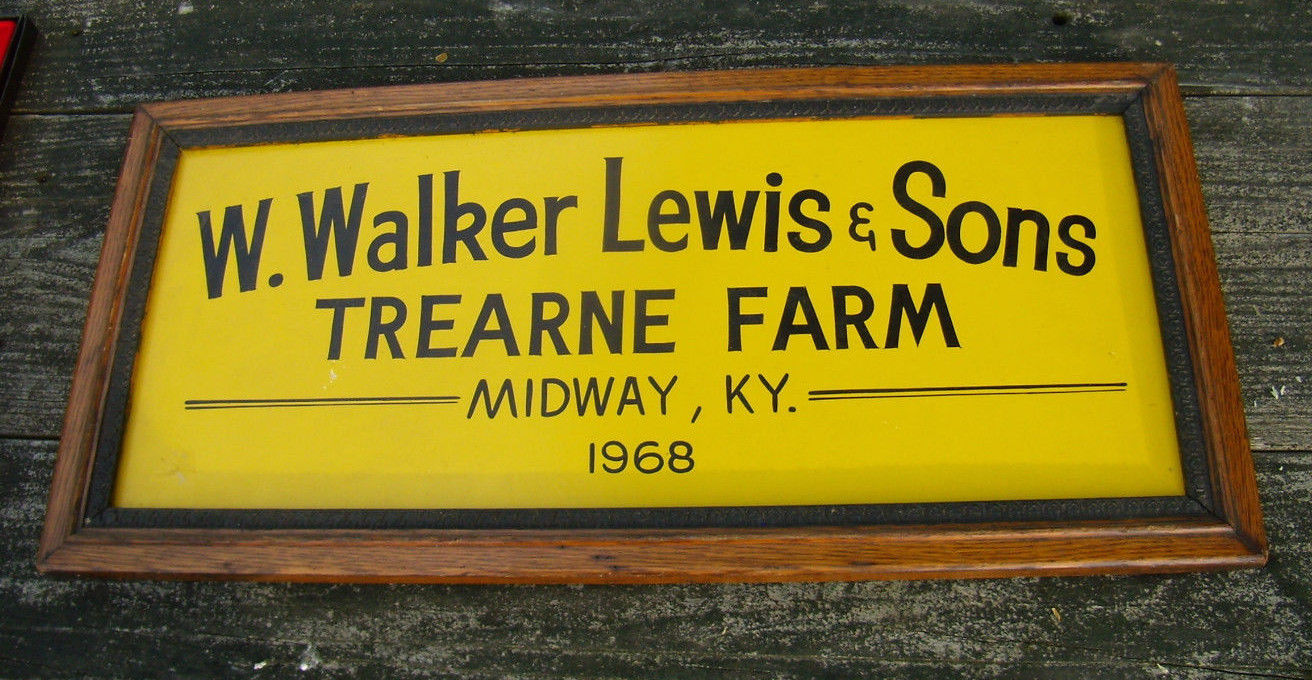 W. Walker Lewis & Sons
TREARNE FARM
MIDWAY, KY.
1968